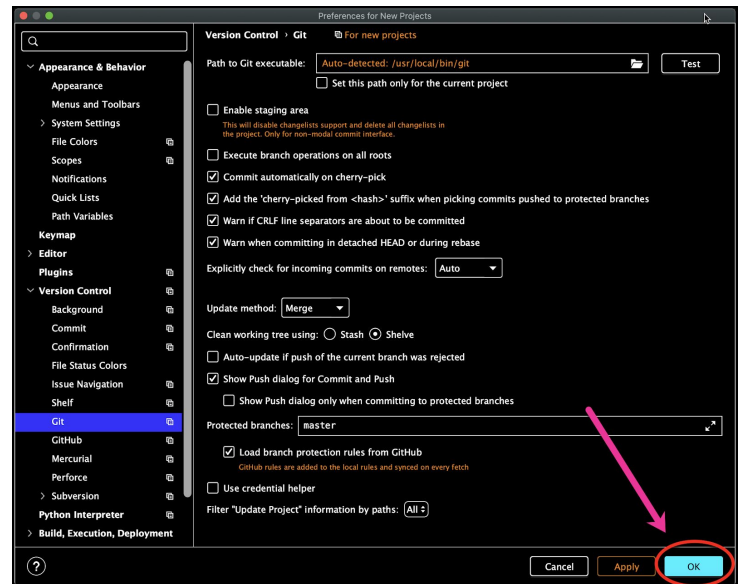 Preferences for New Projects
Appearance & Behavior
Appearance
Menus and Toolbars
System Settings
File Colors
Scopes
Notifications
Quick Lists
Path Variables
Keymap
Editor
Plugins
Version Control
Background
Commit
Confirmation
File Status Colors
Issue Navigation
Shelf
Git
GitHub
Mercurial
Perforce
Subversion
Python Interpreter
Build, Execution, Deployment
Version Control › Git For new projects
Path to Git executable: Auto-detected: /usr/local/bin/git Test
Set this path only for the current project
Enable staging area
This will disable changelists support and delete all changelists in
the project. Only for non-modal commit interface.
Execute branch operations on all roots
Commit automatically on cherry-pick
Add the 'cherry-picked from <hash>' suffix when picking commits pushed to protected branches
Warn if CRLF line separators are about to be committed
Warn when committing in detached HEAD or during rebase
Explicitly check for incoming commits on remotes: Auto
Update method: Merge
Clean working tree using: Stash Shelve
Auto-update if push of the current branch was rejected
Show Push dialog for Commit and Push
Show Push dialog only when committing to protected branches
Protected branches: master
Load branch protection rules from GitHub
GitHub rules are added to the local rules and synced on every fetch
Use credential helper
Filter "Update Project" information by paths: All
? Cancel Apply OK